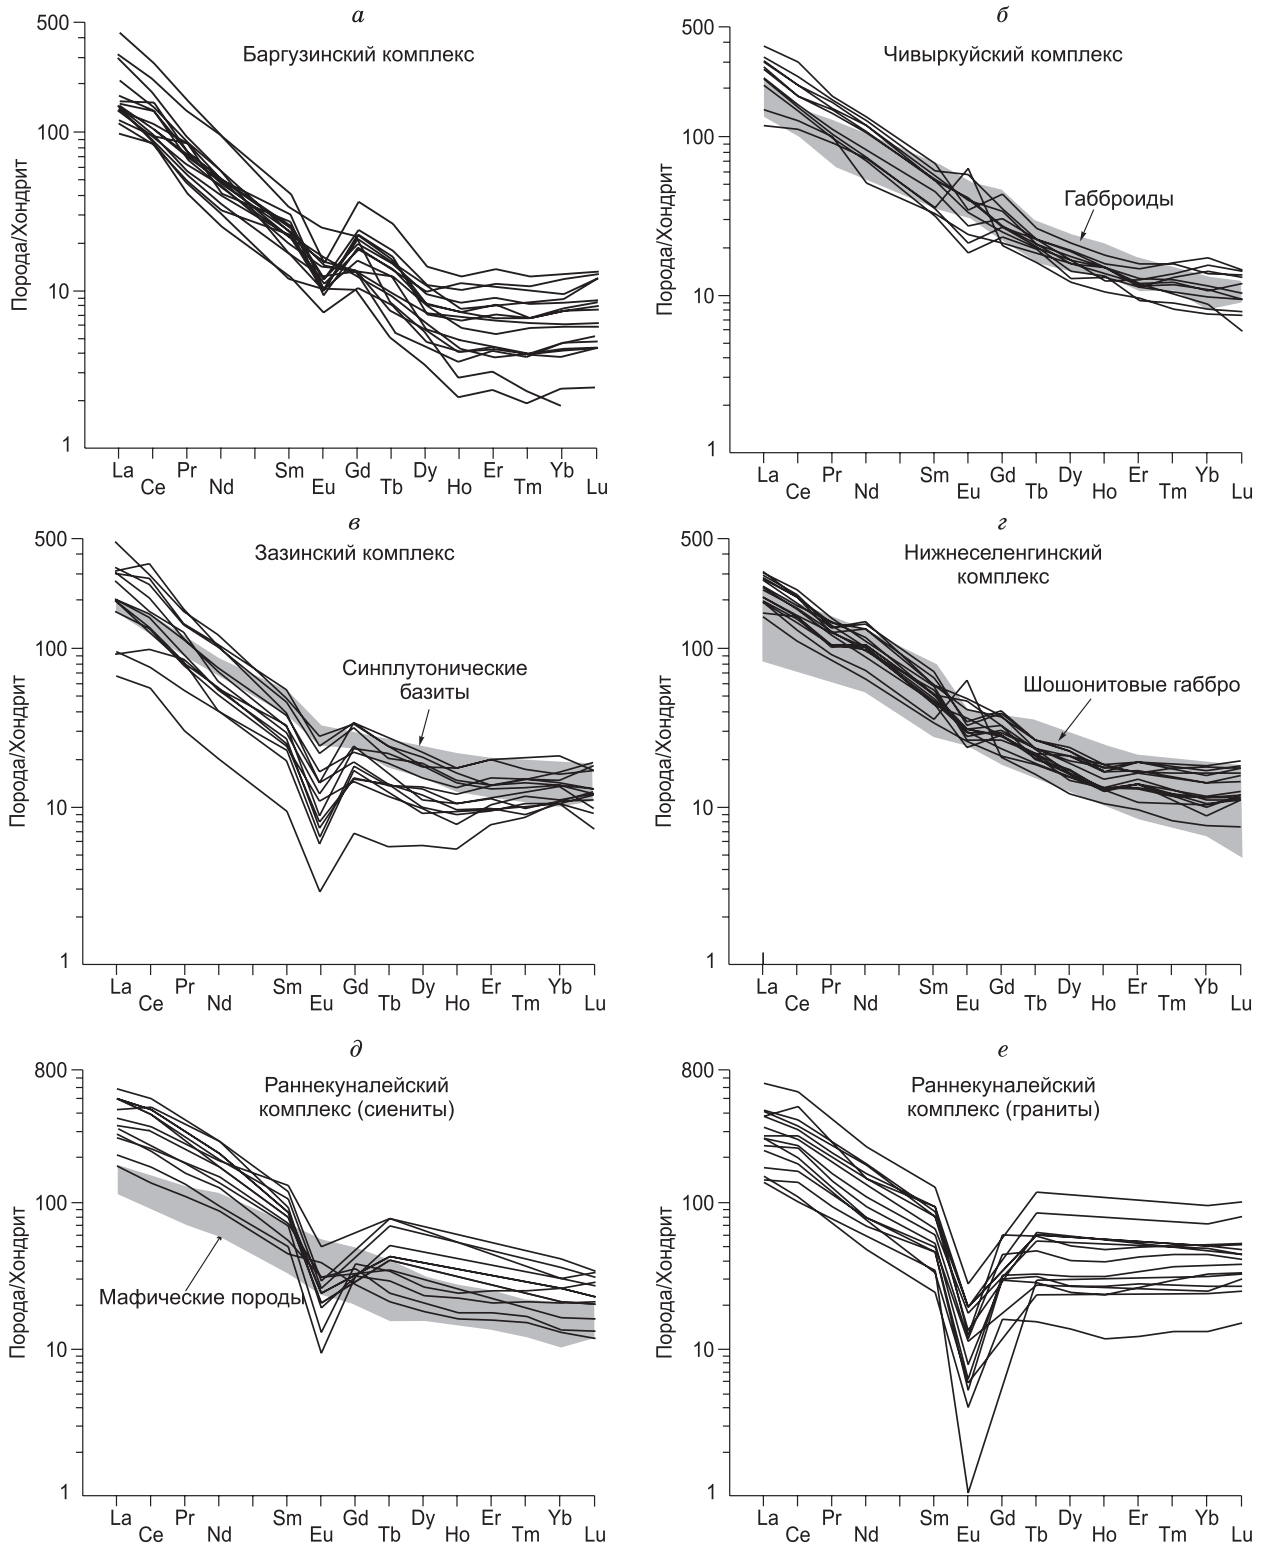 а
Баргузинский комплекс
500
100
10
1
Порода/Хондрит
La Ce Pr Nd Sm Eu Gd Tb Dy Ho Er Tm Yb Lu
б
Чивыркуйский комплекс
500
100
10
1
Порода/Хондрит
Габброиды
La Ce Pr Nd Sm Eu Gd Tb Dy Ho Er Tm Yb Lu
в
Зазинский комплекс
500
100
10
1
Порода/Хондрит
Синплутонические
базиты
La Ce Pr Nd Sm Eu Gd Tb Dy Ho Er Tm Yb Lu
г
Нижнеселенгинский
комплекс
500
100
10
1
Порода/Хондрит
Шошонитовые габбро
La Ce Pr Nd Sm Eu Gd Tb Dy Ho Er Tm Yb Lu
д
Раннекуналейский
комплекс (сиениты)
800
100
10
1
Порода/Хондрит
Мафические породы
La Ce Pr Nd Sm Eu Gd Tb Dy Ho Er Tm Yb Lu
е
Раннекуналейский
комплекс (граниты)
800
100
10
1
Порода/Хондрит
La Ce Pr Nd Sm Eu Gd Tb Dy Ho Er Tm Yb Lu